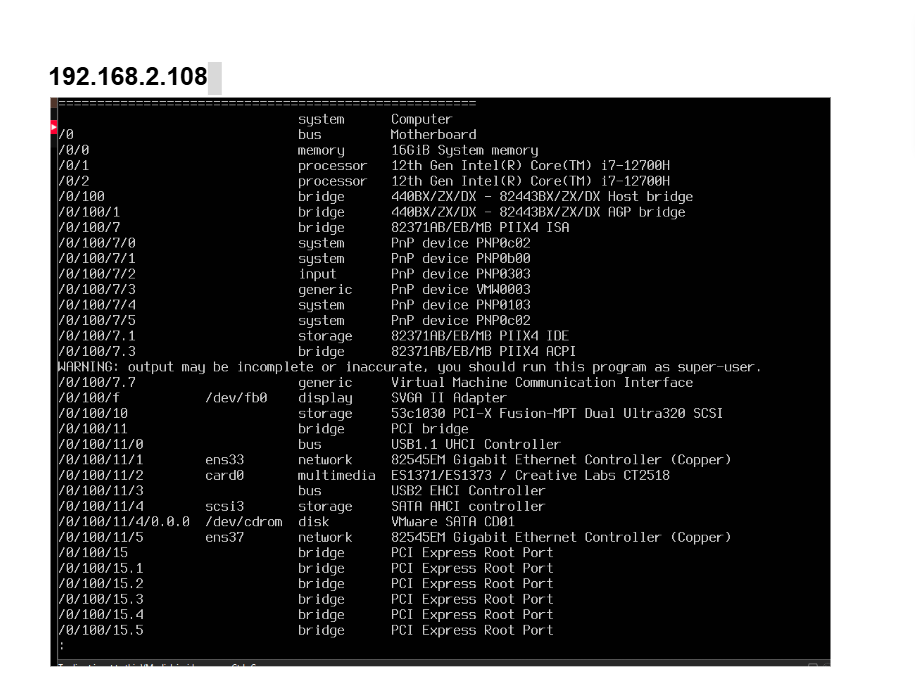 192.168.2.108
======================================================
system Computer
/0 bus Motherboard
/0/0 memory 16GiB System memory
/0/1 processor 12th Gen Intel(R) Core(TM) i7-12700H
/0/2 processor 12th Gen Intel(R) Core(TM) i7-12700H
/0/100 bridge 440BX/ZX/DX - 82443BX/ZX/DX Host bridge
/0/100/1 bridge 440BX/ZX/DX - 82443BX/ZX/DX AGP bridge
/0/100/7 bridge 82371AB/EB/MB PIIX4 ISA
/0/100/7/0 system PnP device PNP0c02
/0/100/7/1 system PnP device PNP0b00
/0/100/7/2 input PnP device PNP0303
/0/100/7/3 generic PnP device VMW0003
/0/100/7/4 system PnP device PNP0103
/0/100/7/5 system PnP device PNP0c02
/0/100/7.1 storage 82371AB/EB/MB PIIX4 IDE
/0/100/7.3 bridge 82371AB/EB/MB PIIX4 ACPI
WARNING: output may be incomplete or inaccurate, you should run this program as super-user.
/0/100/7.7 generic Virtual Machine Communication Interface
/0/100/f /dev/fb0 display SVGA II Adapter
/0/100/10 storage 53c1030 PCI-X Fusion-MPT Dual Ultra320 SCSI
/0/100/11 bridge PCI bridge
/0/100/11/0 bus USB1.1 UHCI Controller
/0/100/11/1 ens33 network 82545EM Gigabit Ethernet Controller (Copper)
/0/100/11/2 card0 multimedia ES1371/ES1373 / Creative Labs CT2518
/0/100/11/3 bus USB2 EHCI Controller
/0/100/11/4 scsi3 storage SATA AHCI controller
/0/100/11/4/0.0.0 /dev/cdrom disk VMware SATA CD01
/0/100/11/5 ens37 network 82545EM Gigabit Ethernet Controller (Copper)
/0/100/15 bridge PCI Express Root Port
/0/100/15.1 bridge PCI Express Root Port
/0/100/15.2 bridge PCI Express Root Port
/0/100/15.3 bridge PCI Express Root Port
/0/100/15.4 bridge PCI Express Root Port
/0/100/15.5 bridge PCI Express Root Port
: